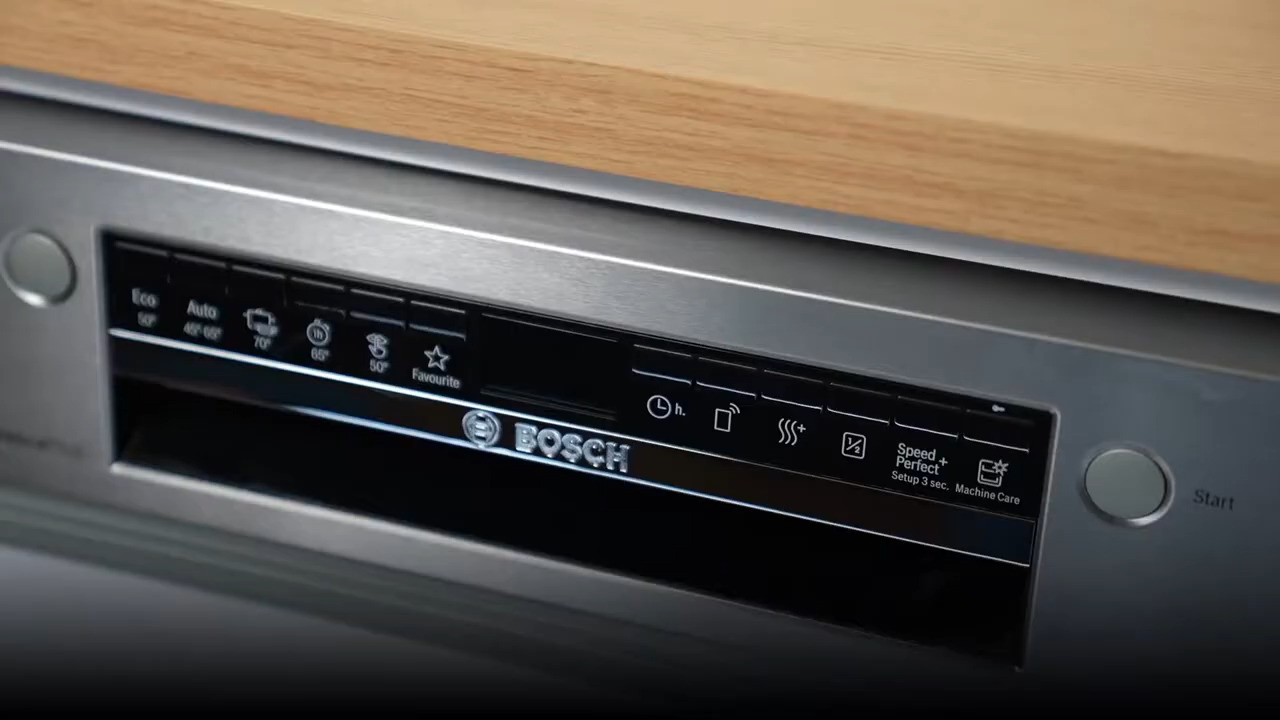 Eco
50°
Auto
45° 65°
70°
1h
65°
50°
Favourite
BOSCH
h.
1/2
Speed +
Perfect
Setup 3 sec.
Machine Care
Start